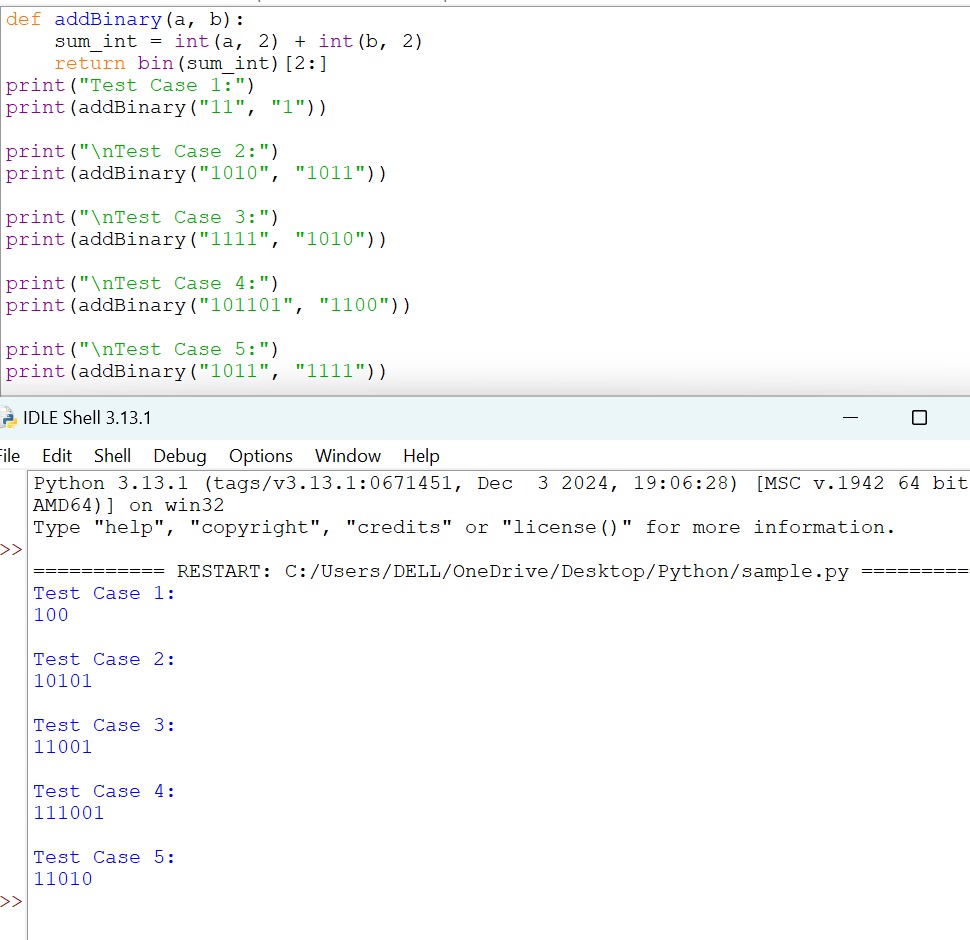 def addBinary(a, b):
    sum_int = int(a, 2) + int(b, 2)
    return bin(sum_int)[2:]
print("Test Case 1:")
print(addBinary("11", "1"))

print("\nTest Case 2:")
print(addBinary("1010", "1011"))

print("\nTest Case 3:")
print(addBinary("1111", "1010"))

print("\nTest Case 4:")
print(addBinary("101101", "1100"))

print("\nTest Case 5:")
print(addBinary("1011", "1111"))
IDLE Shell 3.13.1
File Edit Shell Debug Options Window Help
Python 3.13.1 (tags/v3.13.1:0671451, Dec  3 2024, 19:06:28) [MSC v.1942 64 bit
AMD64)] on win32
Type "help", "copyright", "credits" or "license()" for more information.
>>
=========== RESTART: C:/Users/DELL/OneDrive/Desktop/Python/sample.py =========
Test Case 1:
100

Test Case 2:
10101

Test Case 3:
11001

Test Case 4:
111001

Test Case 5:
11010
>>